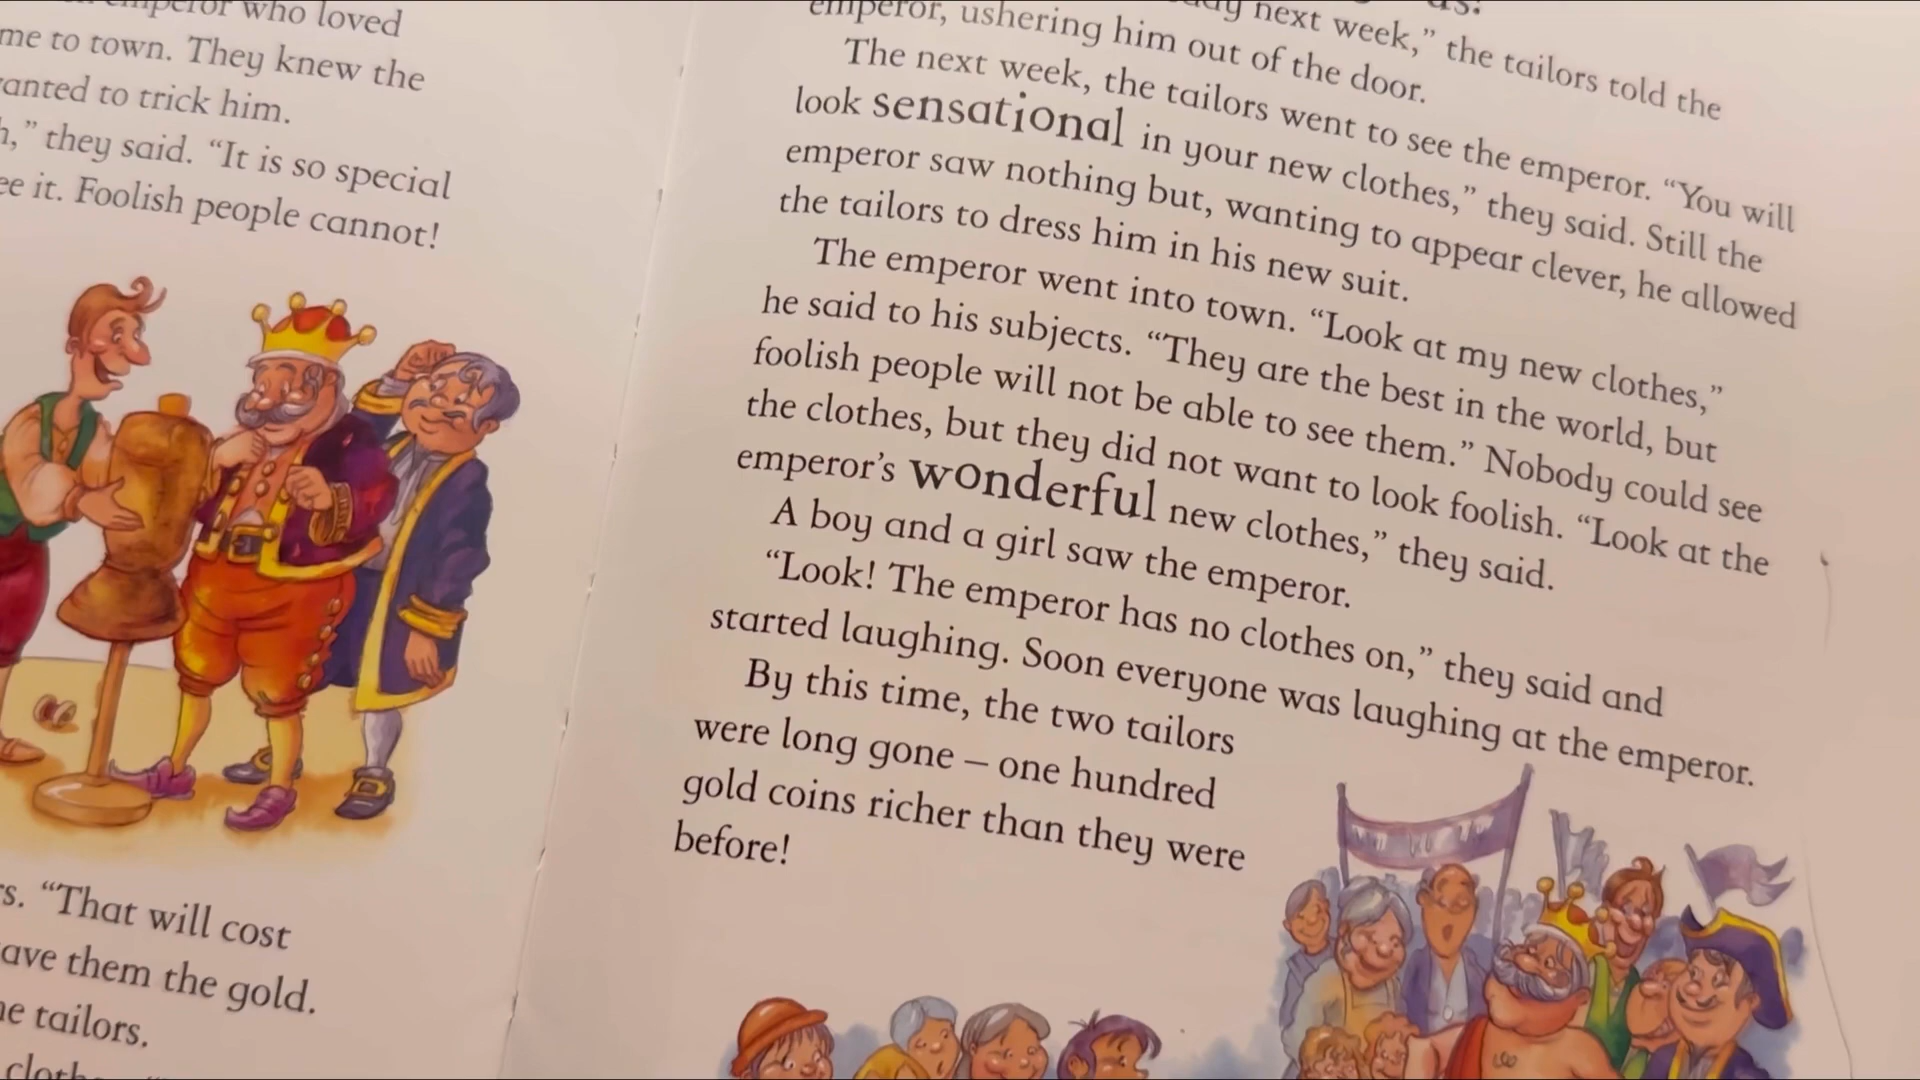 emperor who loved
me to town. They knew the
wanted to trick him.
they said. "It is so special
see it. Foolish people cannot!
s. "That will cost
gave them the gold.
the tailors.
us!
next week," the tailors told the
emperor, ushering him out of the door.
The next week, the tailors went to see the emperor. "You will
look sensational in your new clothes," they said. Still the
emperor saw nothing but, wanting to appear clever, he allowed
the tailors to dress him in his new suit.
The emperor went into town. "Look at my new clothes,"
he said to his subjects. "They are the best in the world, but
foolish people will not be able to see them." Nobody could see
the clothes, but they did not want to look foolish. "Look at the
emperor's wonderful new clothes," they said.
A boy and a girl saw the emperor.
"Look! The emperor has no clothes on," they said and
started laughing. Soon everyone was laughing at the emperor.
By this time, the two tailors
were long gone – one hundred
gold coins richer than they were
before!